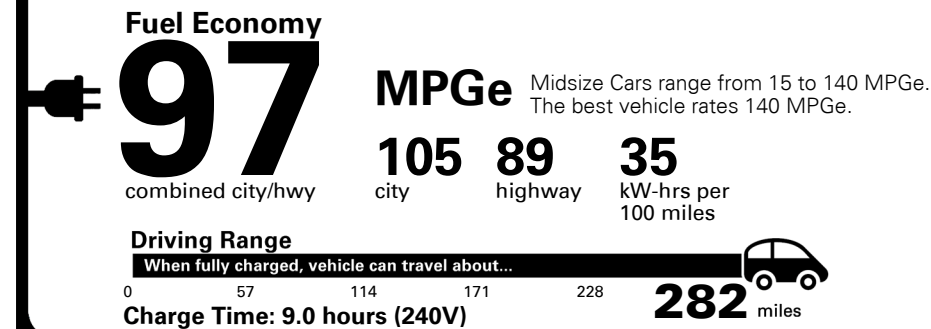 Fuel Economy
97
MPGe
Midsize Cars range from 15 to 140 MPGe.
The best vehicle rates 140 MPGe.
105 89 35
combined city/hwy city highway kW-hrs per
100 miles
Driving Range
When fully charged, vehicle can travel about...
0 57 114 171 228 282 miles
Charge Time: 9.0 hours (240V)